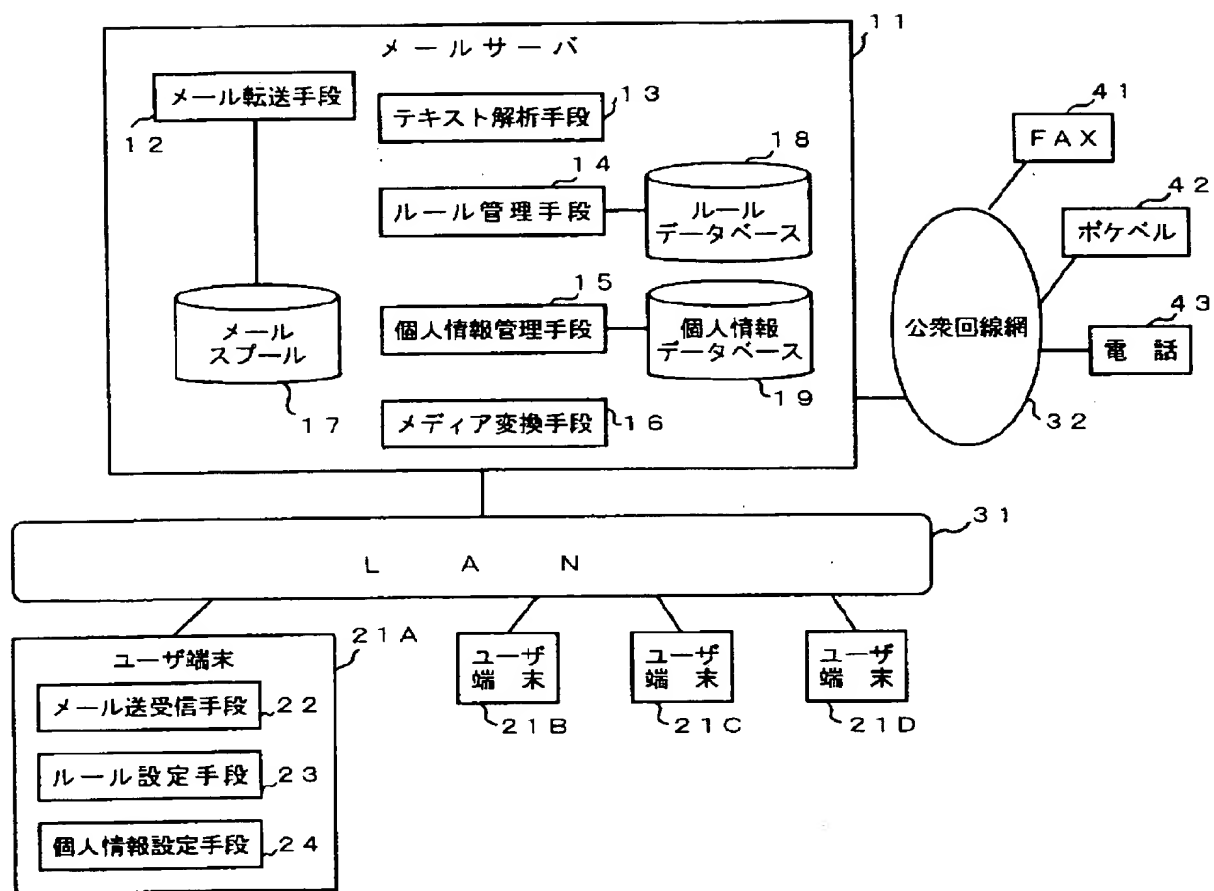 11
メールサーバ
メール転送手段
12
テキスト解析手段
13
14
ルール管理手段
18
ルール
データベース
15
個人情報管理手段
個人情報
データベース
19
メール
スプール
17
メディア変換手段
16
41
FAX
42
ポケベル
43
電話
公衆回線網
32
31
LAN
21A
ユーザ端末
メール送受信手段
22
ルール設定手段
23
個人情報設定手段
24
ユーザ
端末
21B
ユーザ
端末
21C
ユーザ
端末
21D